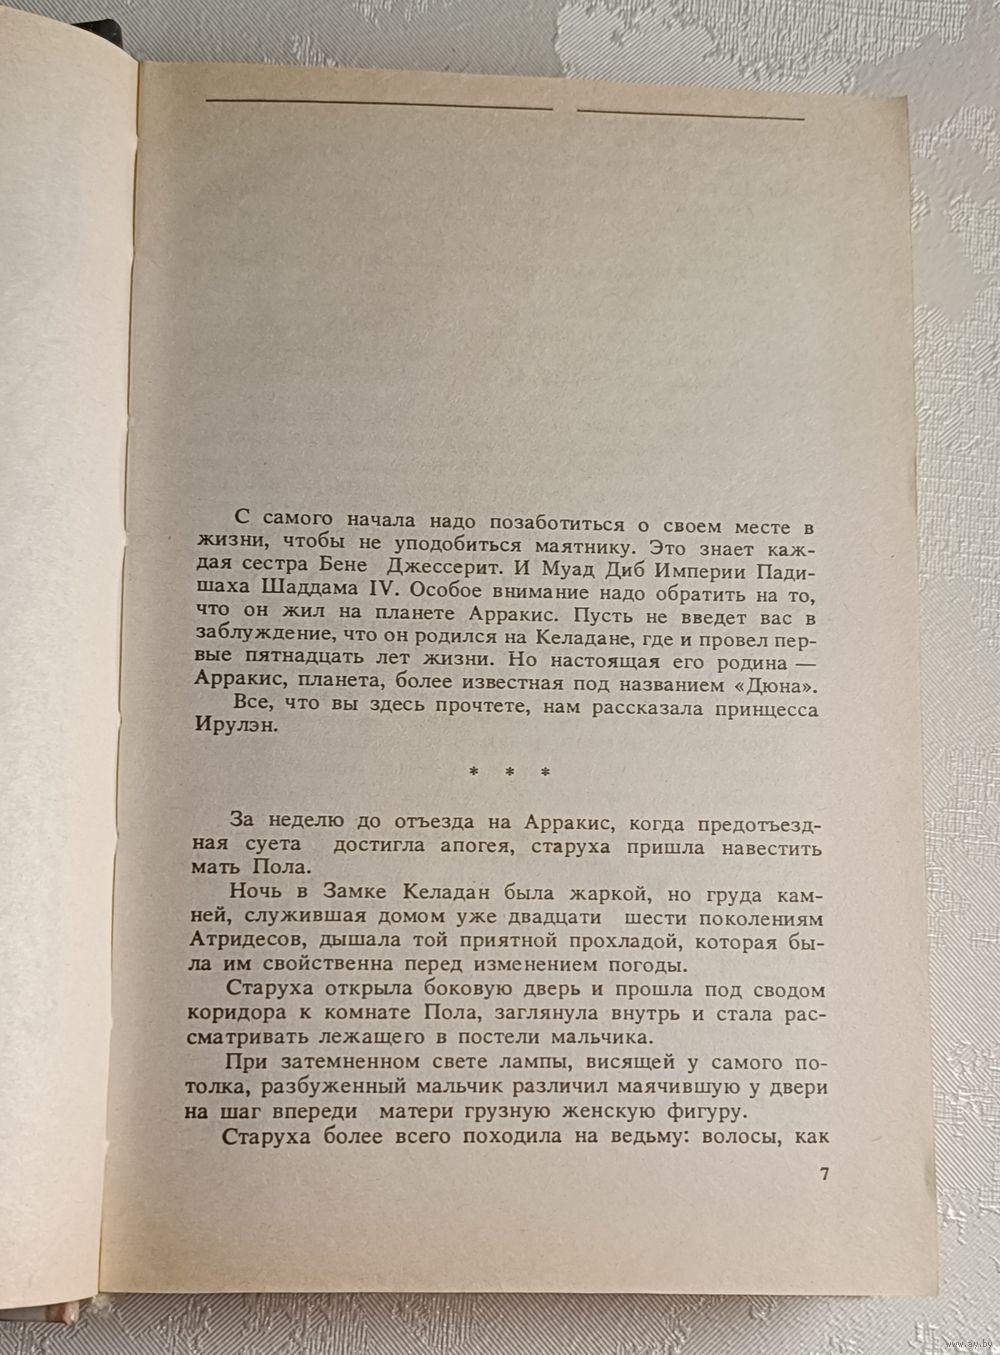 С самого начала надо позаботиться о своем месте в
жизни, чтобы не уподобиться маятнику. Это знает каж-
дая сестра Бене Джессерит. И Муад Диб Империи Пади-
шаха Шаддама IV. Особое внимание надо обратить на то,
что он жил на планете Арракис. Пусть не введет вас в
заблуждение, что он родился на Келадане, где и провел пер-
вые пятнадцать лет жизни. Но настоящая его родина —
Арракис, планета, более известная под названием «Дюна».
Все, что вы здесь прочтете, нам рассказала принцесса
Ирулэн.
* * *
За неделю до отъезда на Арракис, когда предотъезд-
ная суета достигла апогея, старуха пришла навестить
мать Пола.
Ночь в Замке Келадан была жаркой, но груда кам-
ней, служившая домом уже двадцати шести поколениям
Атридесов, дышала той приятной прохладой, которая бы-
ла им свойственна перед изменением погоды.
Старуха открыла боковую дверь и прошла под сводом
коридора к комнате Пола, заглянула внутрь и стала рас-
сматривать лежащего в постели мальчика.
При затемненном свете лампы, висящей у самого по-
толка, разбуженный мальчик различил маячившую у двери
на шаг впереди матери грузную женскую фигуру.
Старуха более всего походила на ведьму: волосы, как
7
www.ay.by